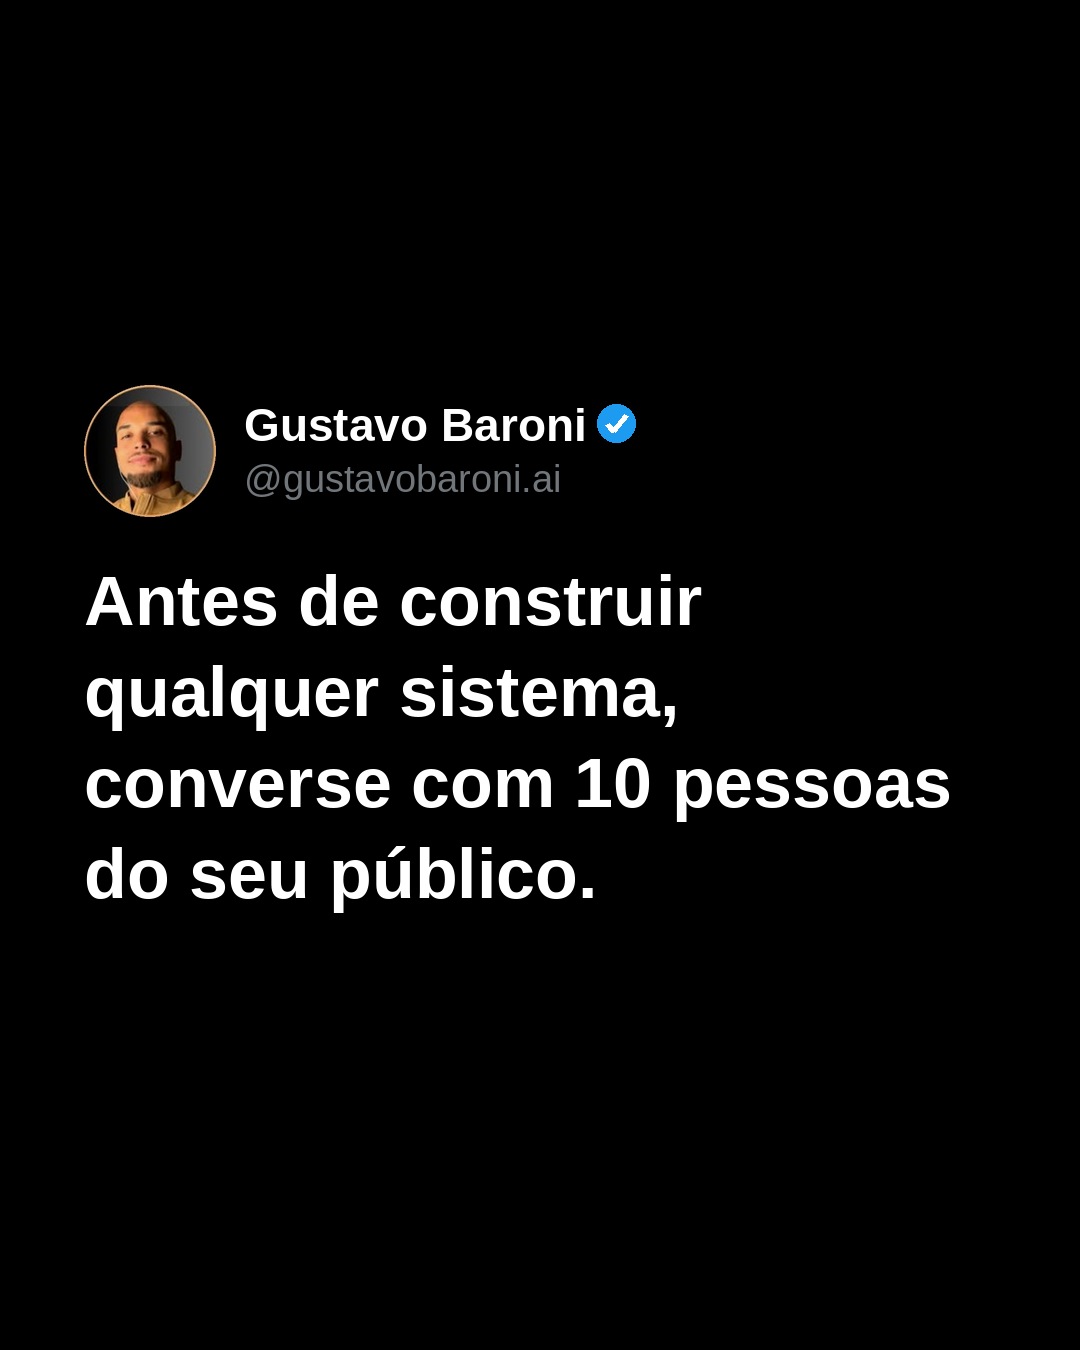 Gustavo Baroni
@gustavobaroni.ai
Antes de construir
qualquer sistema,
converse com 10 pessoas
do seu público.